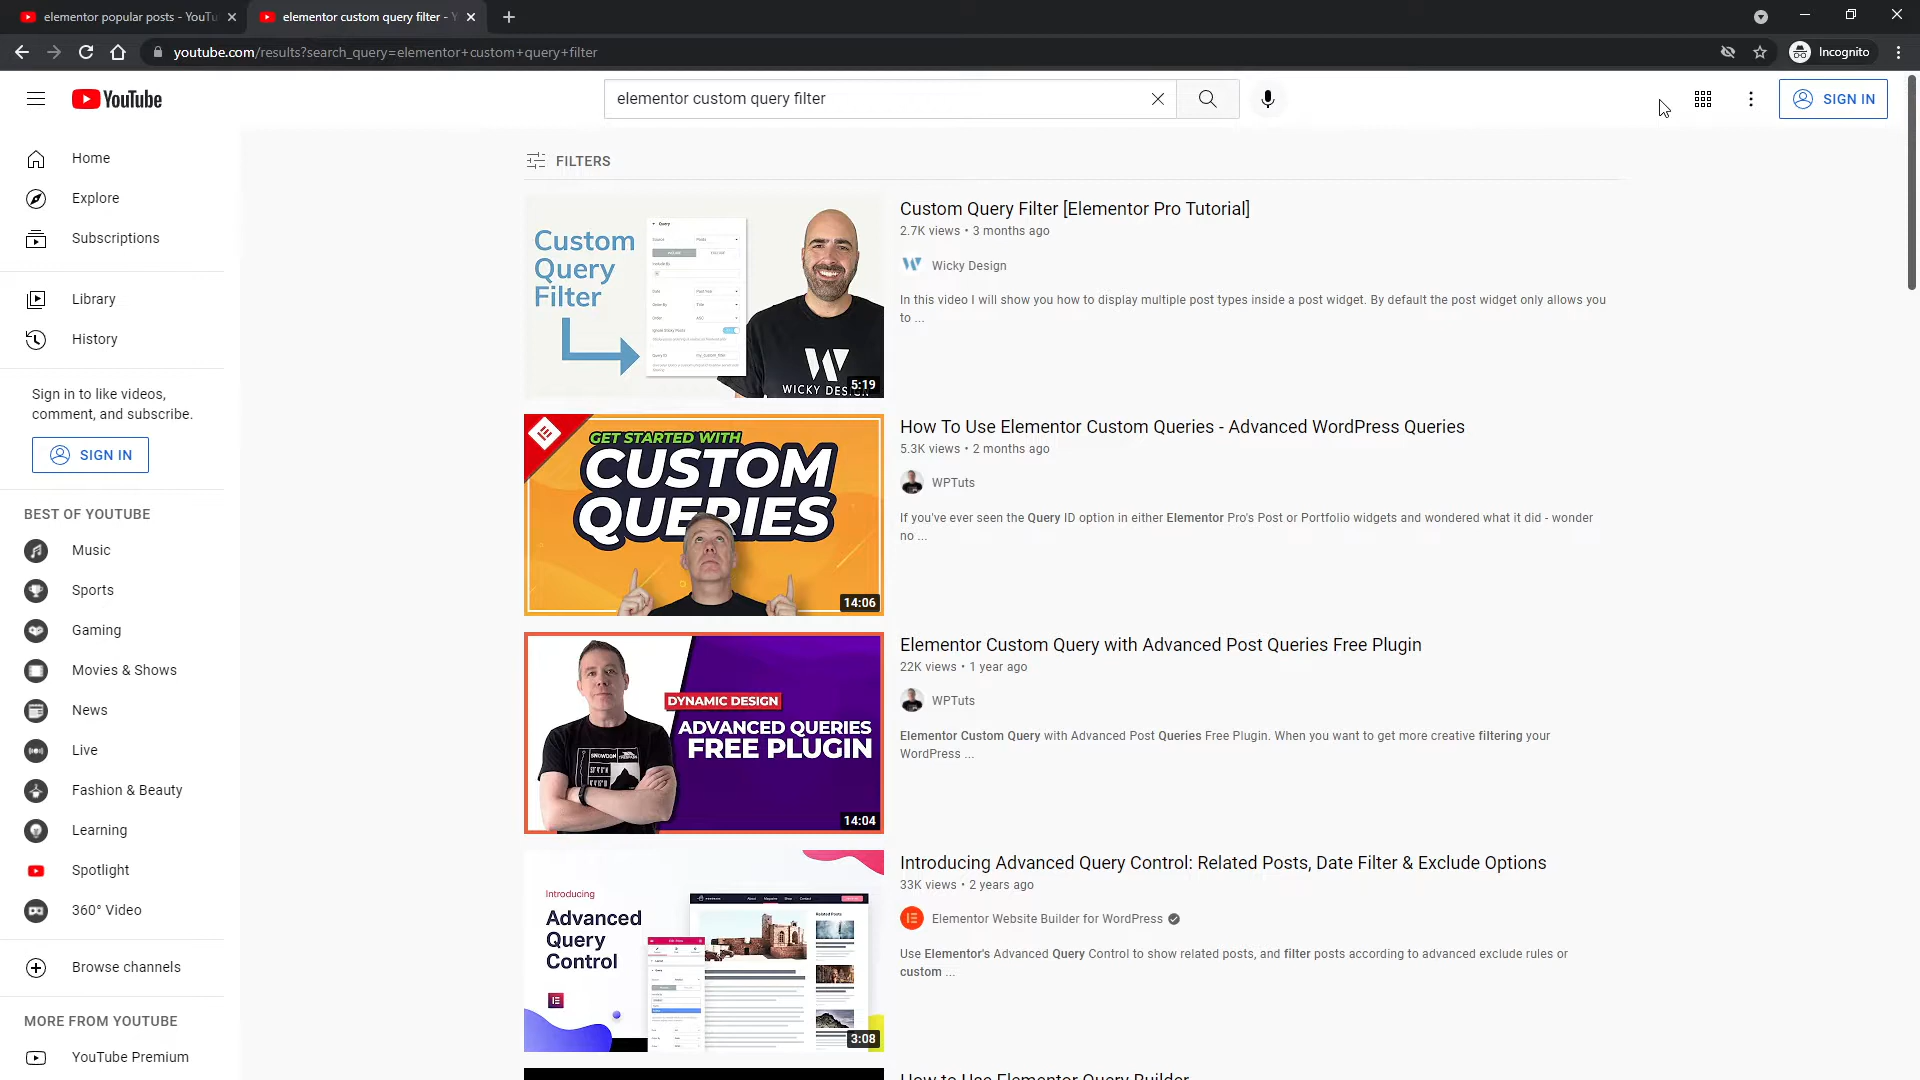 elementor popular posts - YouTu
elementor custom query filter - Y
youtube.com/results?search_query=elementor+custom+query+filter
Incognito
YouTube
elementor custom query filter
SIGN IN
Home
Explore
Subscriptions
Library
History
Sign in to like videos,
comment, and subscribe.
SIGN IN
BEST OF YOUTUBE
Music
Sports
Gaming
Movies & Shows
News
Live
Fashion & Beauty
Learning
Spotlight
360° Video
Browse channels
MORE FROM YOUTUBE
YouTube Premium
FILTERS
Custom
Query
Filter
Query
WICKY DESIGN
5:19
Custom Query Filter [Elementor Pro Tutorial]
2.7K views • 3 months ago
Wicky Design
In this video I will show you how to display multiple post types inside a post widget. By default the post widget only allows you
to ...
GET STARTED WITH
CUSTOM
QUERIES
14:06
How To Use Elementor Custom Queries - Advanced WordPress Queries
5.3K views • 2 months ago
WPTuts
If you've ever seen the Query ID option in either Elementor Pro's Post or Portfolio widgets and wondered what it did - wonder
no ...
DYNAMIC DESIGN
ADVANCED QUERIES
FREE PLUGIN
14:04
Elementor Custom Query with Advanced Post Queries Free Plugin
22K views • 1 year ago
WPTuts
Elementor Custom Query with Advanced Post Queries Free Plugin. When you want to get more creative filtering your
WordPress ...
Introducing
Advanced
Query
Control
Related Posts
3:08
Introducing Advanced Query Control: Related Posts, Date Filter & Exclude Options
33K views • 2 years ago
Elementor Website Builder for WordPress
Use Elementor's Advanced Query Control to show related posts, and filter posts according to advanced exclude rules or
custom ...
How to Use Elementor Query Builder